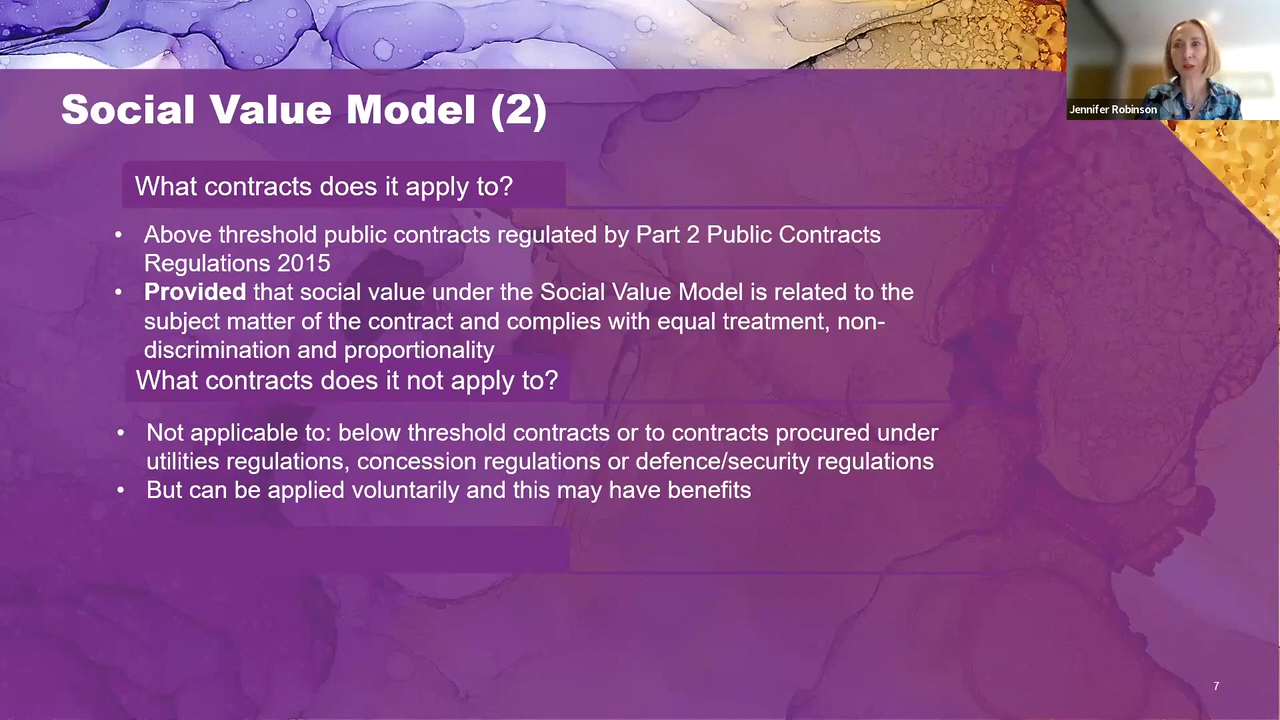 Social Value Model (2)
Jennifer Robinson
What contracts does it apply to?
• Above threshold public contracts regulated by Part 2 Public Contracts
Regulations 2015
• Provided that social value under the Social Value Model is related to the
subject matter of the contract and complies with equal treatment, non-
discrimination and proportionality
What contracts does it not apply to?
• Not applicable to: below threshold contracts or to contracts procured under
utilities regulations, concession regulations or defence/security regulations
• But can be applied voluntarily and this may have benefits
7